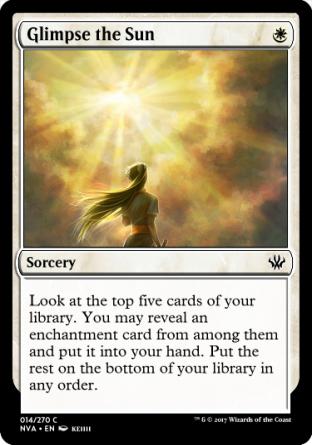 Glimpse the Sun
Sorcery
Look at the top five cards of your
library. You may reveal an
enchantment card from among them
and put it into your hand. Put the
rest on the bottom of your library in
any order.
014/270 C
NVA • EN KEHH
™ & © 2017 Wizards of the Coast